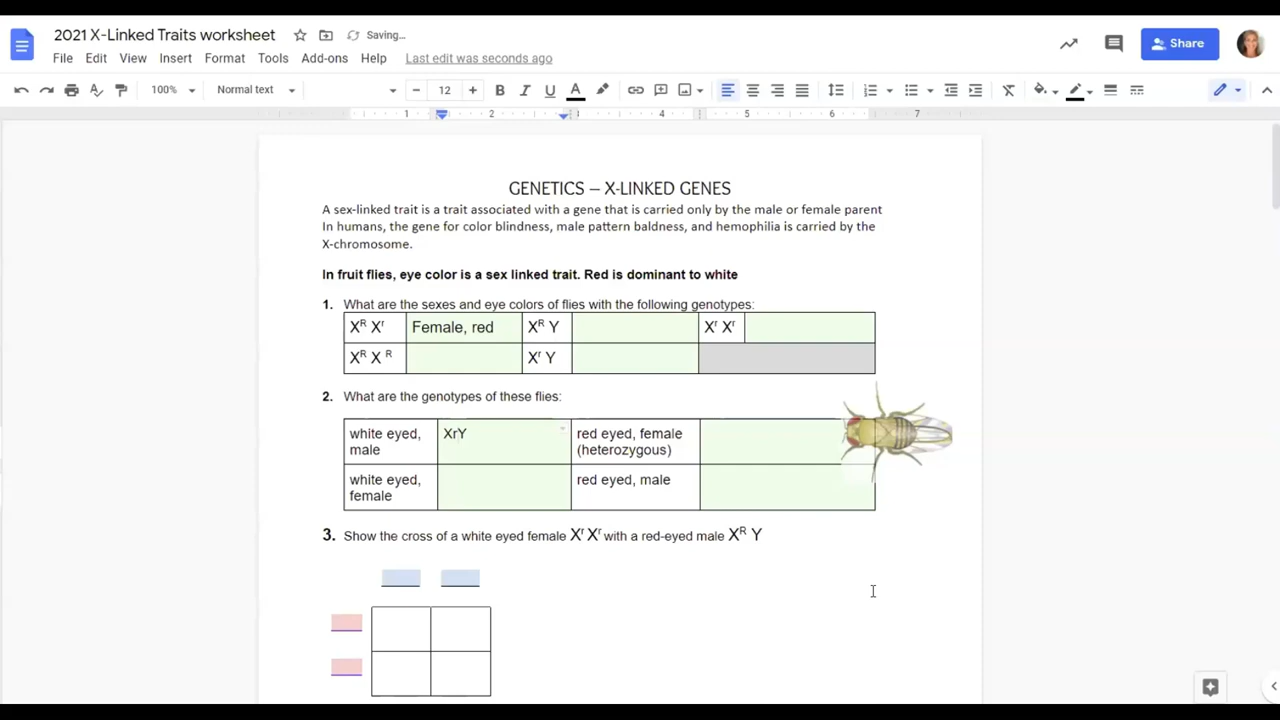 2021 X-Linked Traits worksheet
Saving…
File Edit View Insert Format Tools Add-ons Help Last edit was seconds ago
Share
100% Normal text 12 B I U A
1 2 3 4 5 6 7
GENETICS – X-LINKED GENES
A sex-linked trait is a trait associated with a gene that is carried only by the male or female parent
In humans, the gene for color blindness, male pattern baldness, and hemophilia is carried by the
X-chromosome.
In fruit flies, eye color is a sex linked trait. Red is dominant to white
1. What are the sexes and eye colors of flies with the following genotypes:
Xᴿ Xʳ Female, red Xᴿ Y Xʳ Xʳ
Xᴿ X ᴿ Xʳ Y
2. What are the genotypes of these flies:
white eyed, male XrY red eyed, female (heterozygous)
white eyed, female red eyed, male
3. Show the cross of a white eyed female Xʳ Xʳ with a red-eyed male Xᴿ Y